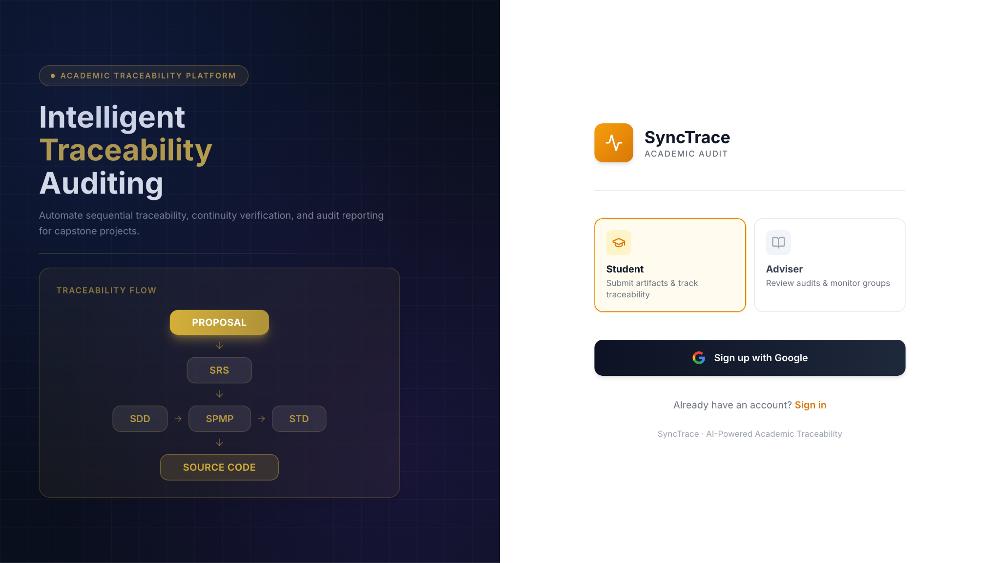 ACADEMIC TRACEABILITY PLATFORM
Intelligent
Traceability
Auditing
Automate sequential traceability, continuity verification, and audit reporting
for capstone projects.
TRACEABILITY FLOW
PROPOSAL
SRS
SDD
SPMP
STD
SOURCE CODE
SyncTrace
ACADEMIC AUDIT
Student
Submit artifacts & track
traceability
Adviser
Review audits & monitor groups
Sign up with Google
Already have an account? Sign in
SyncTrace · AI-Powered Academic Traceability